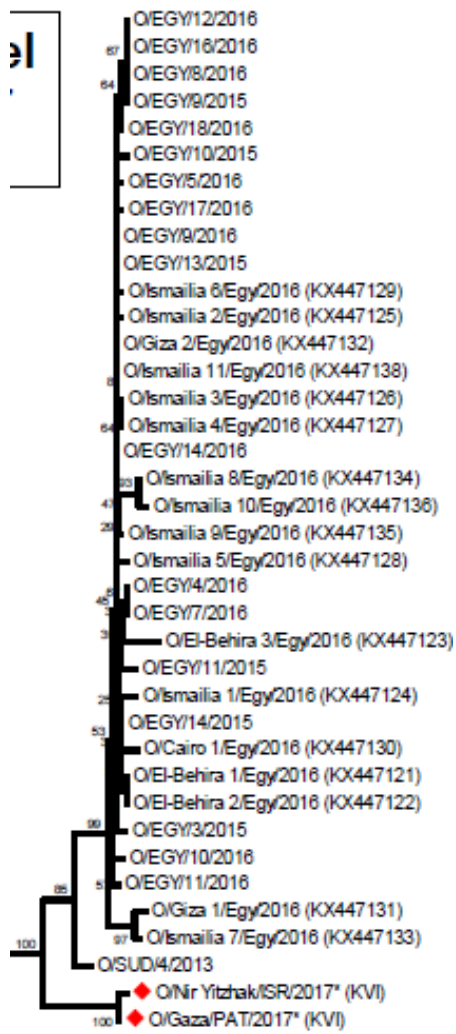 el
O/EGY/12/2016
67
O/EGY/16/2016
O/EGY/8/2016
64
O/EGY/9/2015
O/EGY/18/2016
O/EGY/10/2015
O/EGY/5/2016
O/EGY/17/2016
O/EGY/9/2016
O/EGY/13/2015
O/Ismailia 6/Egy/2016 (KX447129)
O/Ismailia 2/Egy/2016 (KX447125)
O/Giza 2/Egy/2016 (KX447132)
O/Ismailia 11/Egy/2016 (KX447138)
O/Ismailia 3/Egy/2016 (KX447126)
64
O/Ismailia 4/Egy/2016 (KX447127)
O/EGY/14/2016
93
O/Ismailia 8/Egy/2016 (KX447134)
O/Ismailia 10/Egy/2016 (KX447136)
O/Ismailia 9/Egy/2016 (KX447135)
O/Ismailia 5/Egy/2016 (KX447128)
O/EGY/4/2016
O/EGY/7/2016
O/El-Behira 3/Egy/2016 (KX447123)
O/EGY/11/2015
O/Ismailia 1/Egy/2016 (KX447124)
O/EGY/14/2015
53
O/Cairo 1/Egy/2016 (KX447130)
O/El-Behira 1/Egy/2016 (KX447121)
O/El-Behira 2/Egy/2016 (KX447122)
99
O/EGY/3/2015
O/EGY/10/2016
O/EGY/11/2016
85
O/Giza 1/Egy/2016 (KX447131)
97
O/Ismailia 7/Egy/2016 (KX447133)
100
O/SUD/4/2013
O/Nir Yitzhak/ISR/2017* (KVI)
100
O/Gaza/PAT/2017* (KVI)